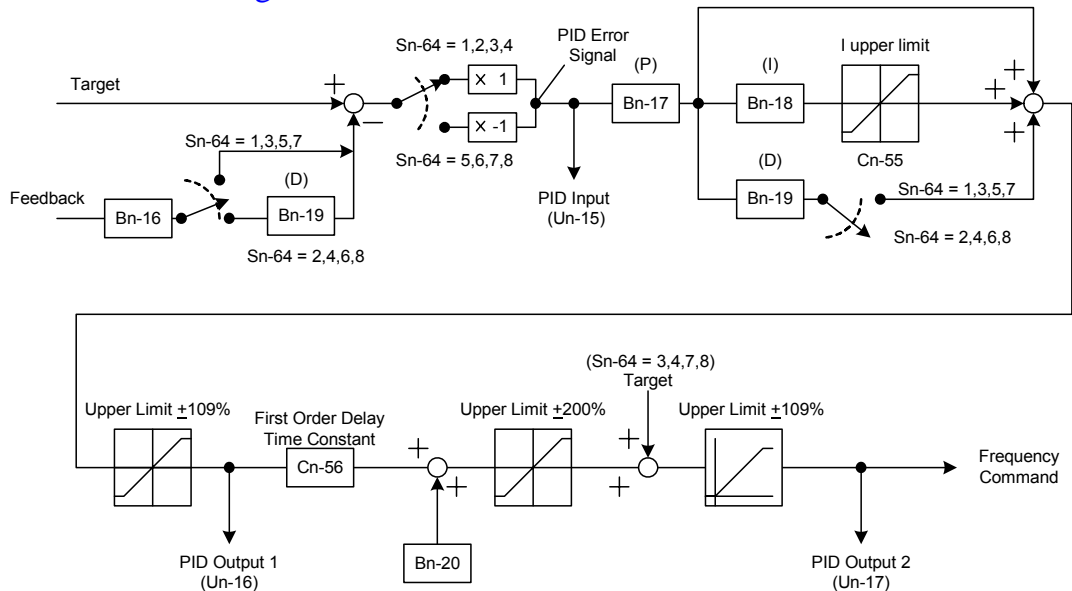 Sn-64 = 1,2,3,4
PID Error
Signal
I upper limit
Target
+
−
× 1
× -1
(P)
Bn-17
(I)
Bn-18
+
+
+
Cn-55
Sn-64 = 1,3,5,7
Sn-64 = 5,6,7,8
(D)
Feedback
Bn-16
Bn-19
Sn-64 = 2,4,6,8
PID Input
(Un-15)
(D)
Bn-19
Sn-64 = 1,3,5,7
Sn-64 = 2,4,6,8
(Sn-64 = 3,4,7,8)
Target
Upper Limit ±109%
First Order Delay
Time Constant
Cn-56
Upper Limit ±200%
Upper Limit ±109%
+
+
+
+
Frequency
Command
PID Output 1
(Un-16)
Bn-20
PID Output 2
(Un-17)